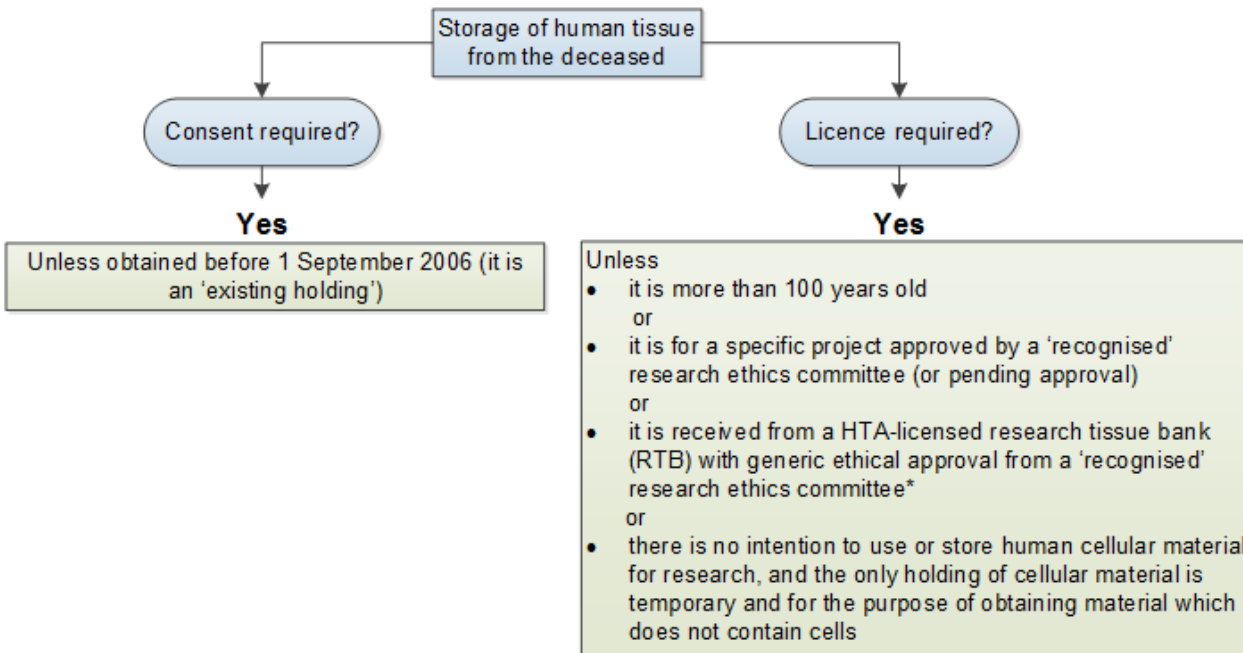 Storage of human tissue
from the deceased
Consent required?
Licence required?
Yes
Unless obtained before 1 September 2006 (it is
an ‘existing holding’)
Yes
Unless
• it is more than 100 years old
or
• it is for a specific project approved by a ‘recognised’
research ethics committee (or pending approval)
or
• it is received from a HTA-licensed research tissue bank
(RTB) with generic ethical approval from a ‘recognised’
research ethics committee*
or
• there is no intention to use or store human cellular material
for research, and the only holding of cellular material is
temporary and for the purpose of obtaining material which
does not contain cells